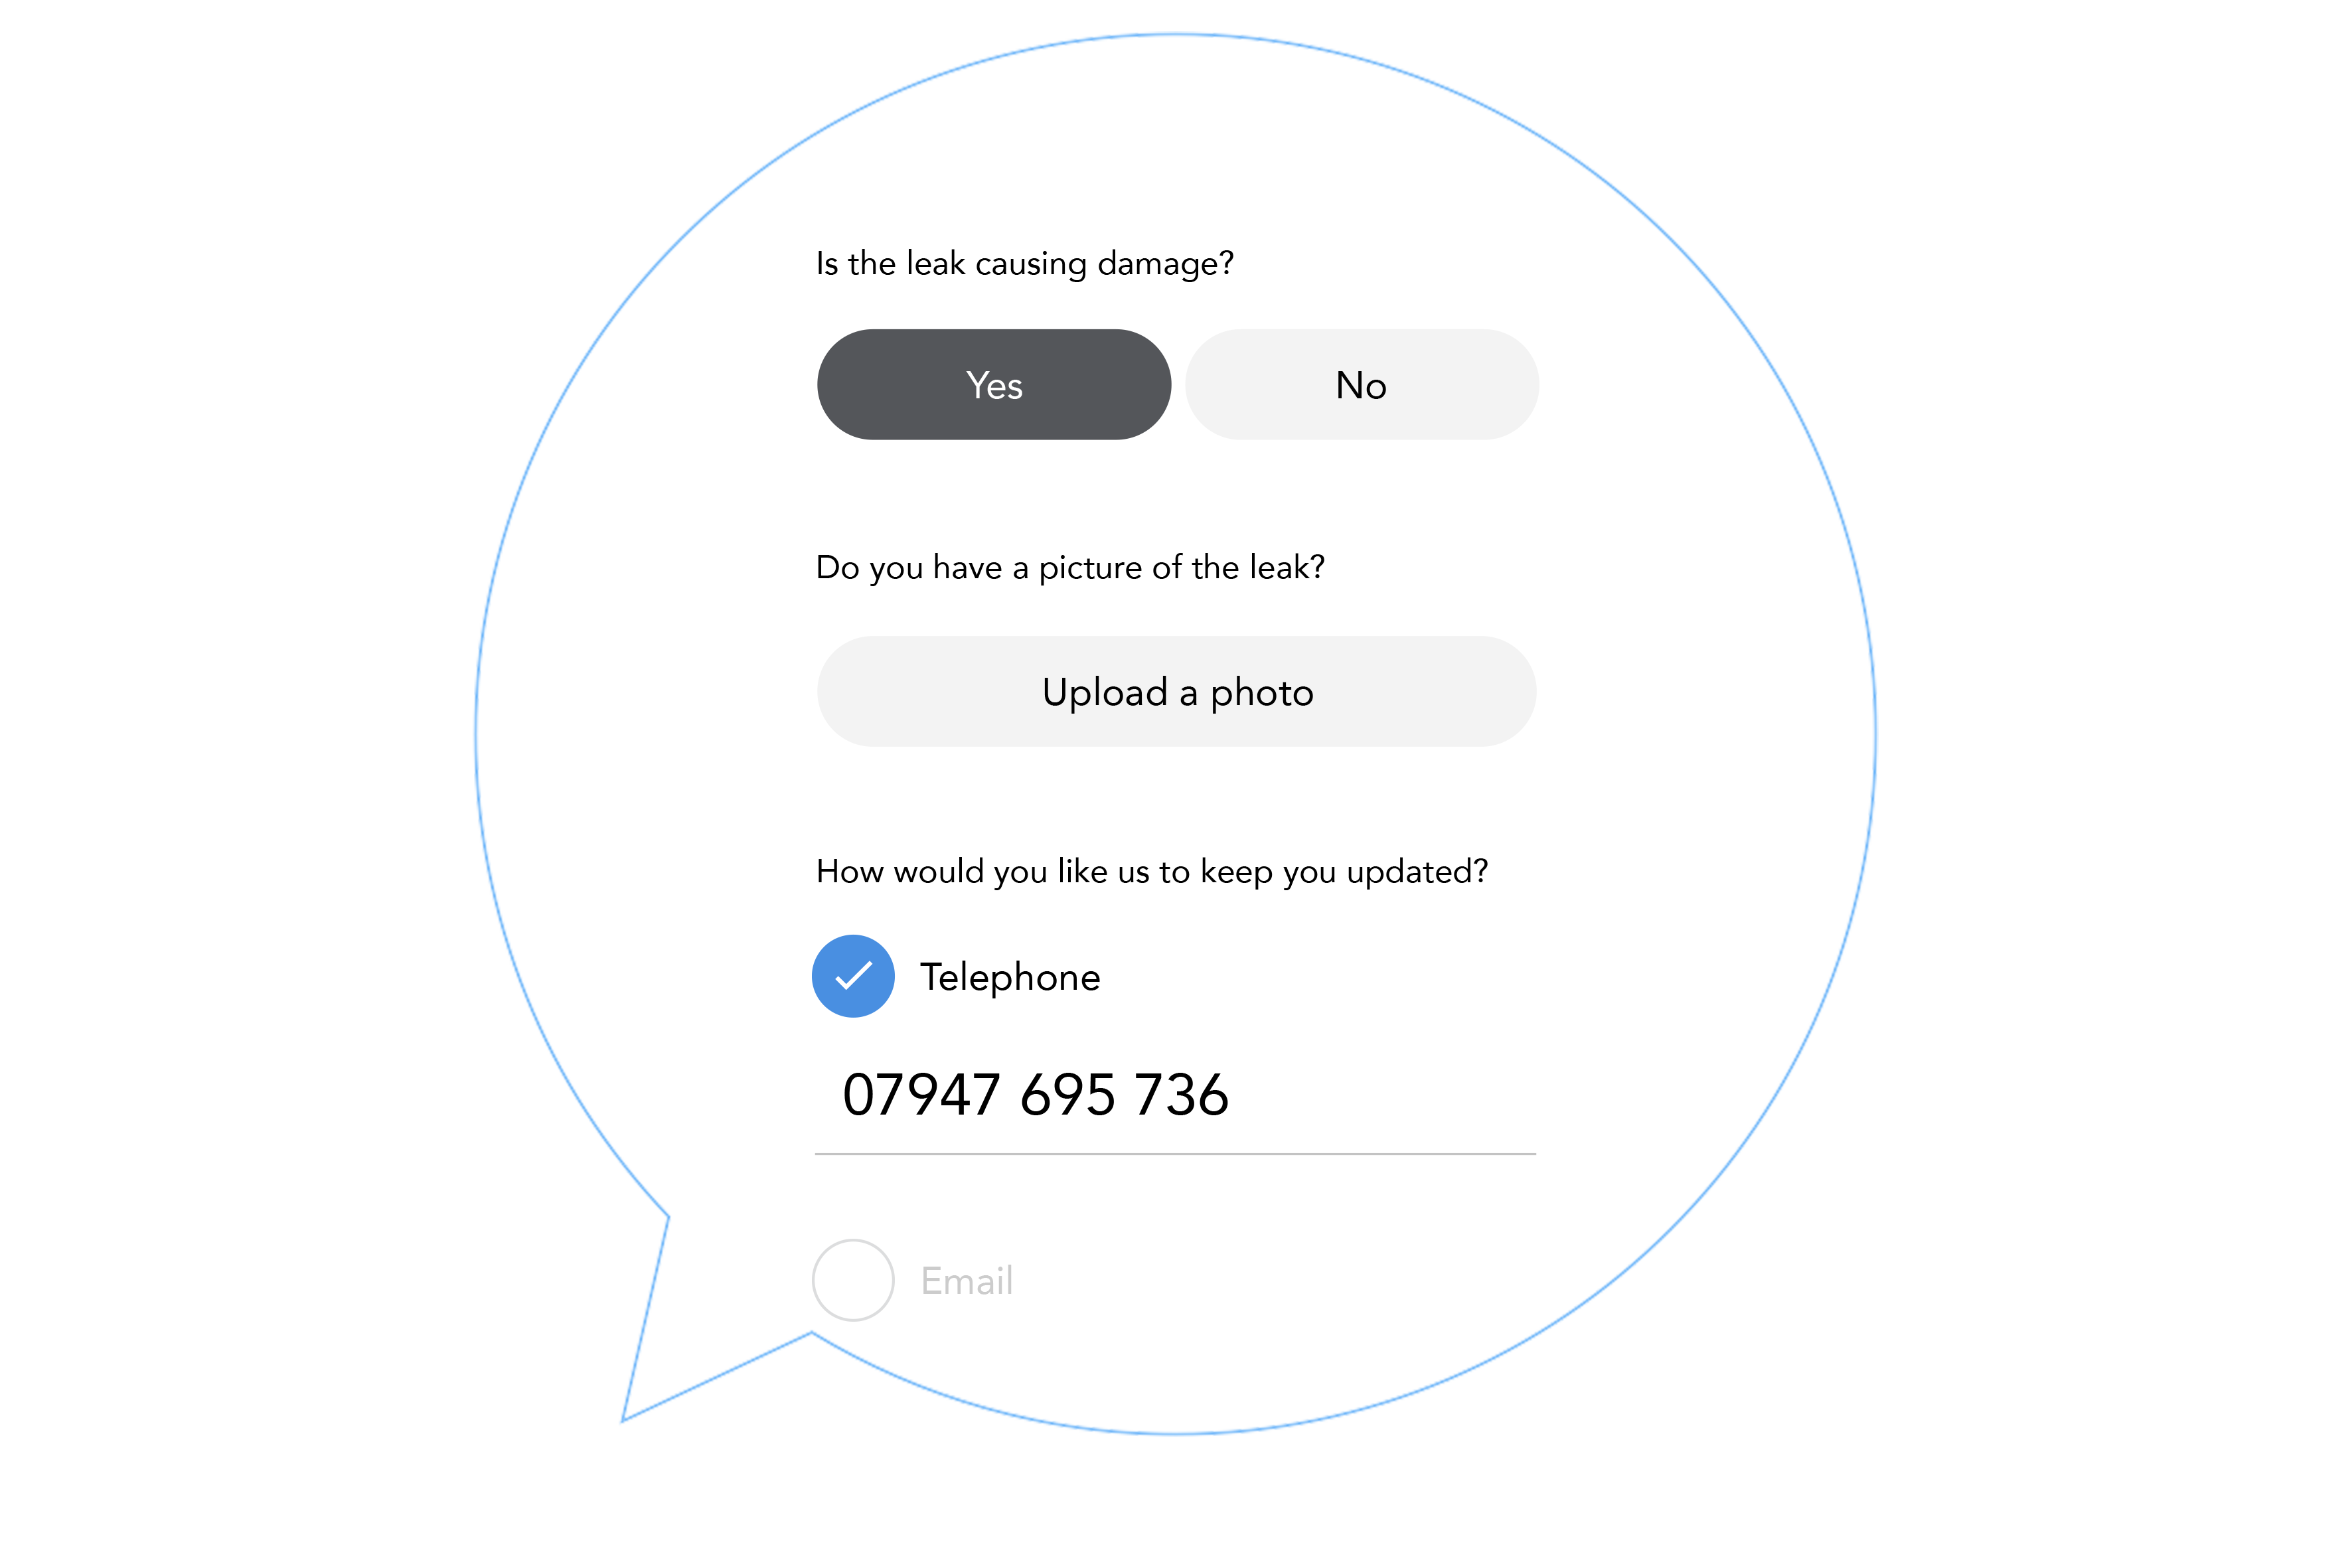 Is the leak causing damage?
Yes No
Do you have a picture of the leak?
Upload a photo
How would you like us to keep you updated?
Telephone
07947 695 736
Email